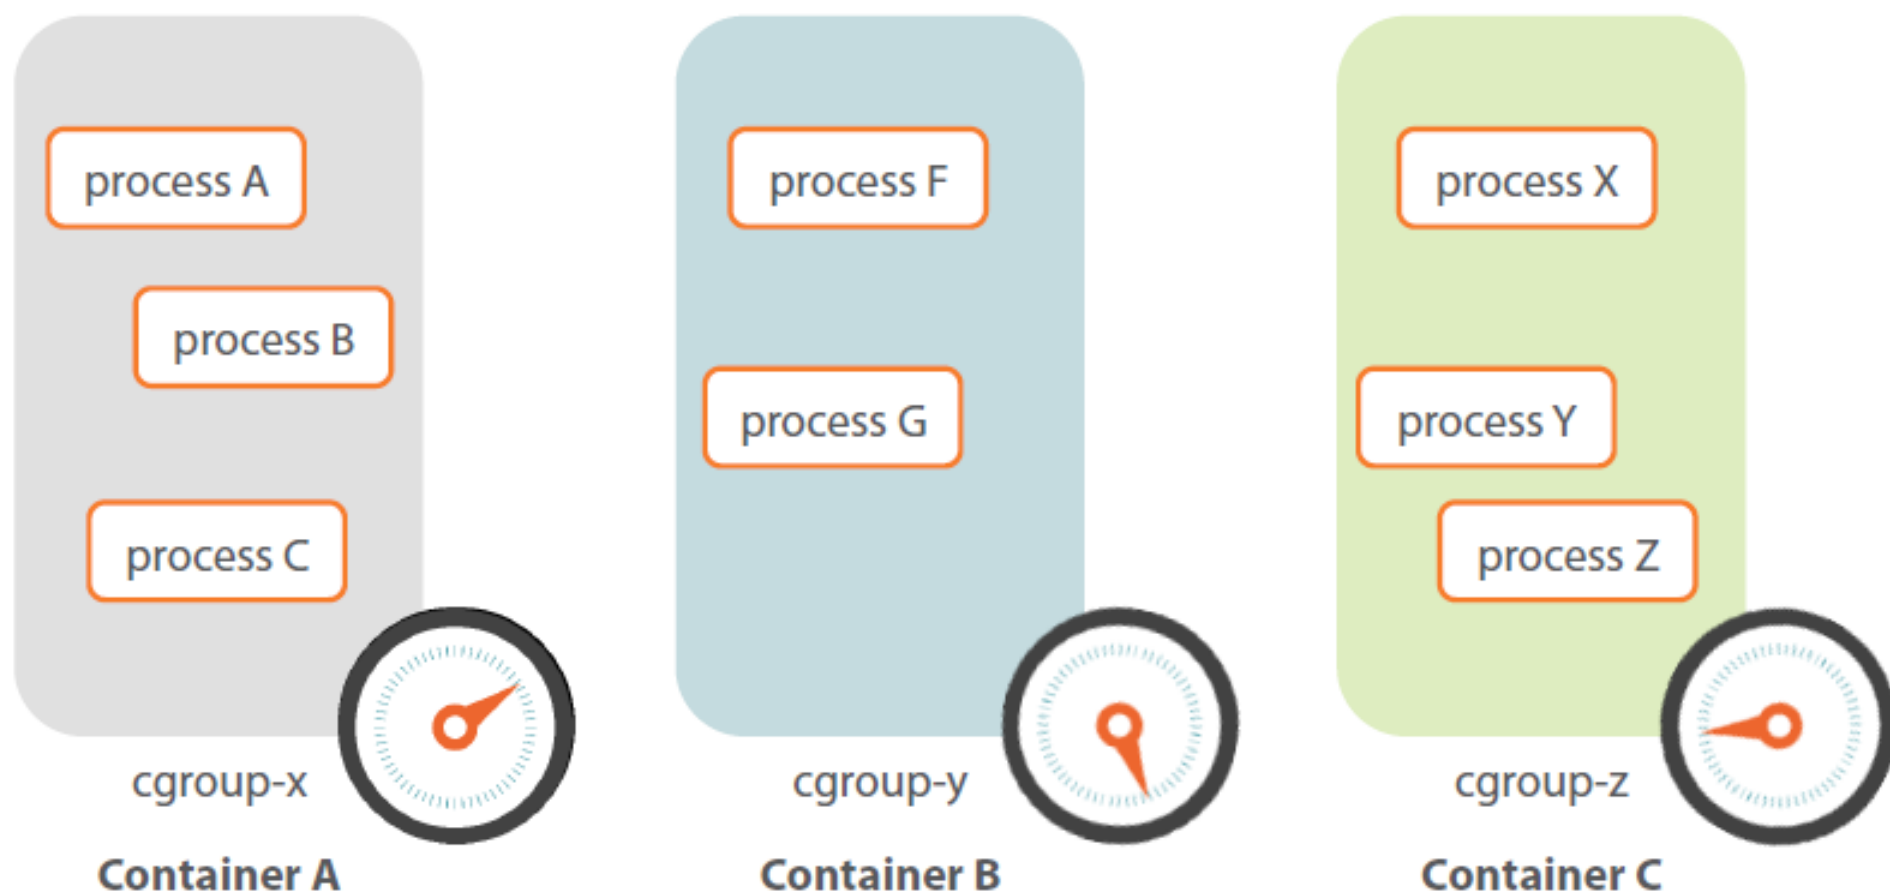 process A
process B
process C
cgroup-x
Container A
process F
process G
cgroup-y
Container B
process X
process Y
process Z
cgroup-z
Container C